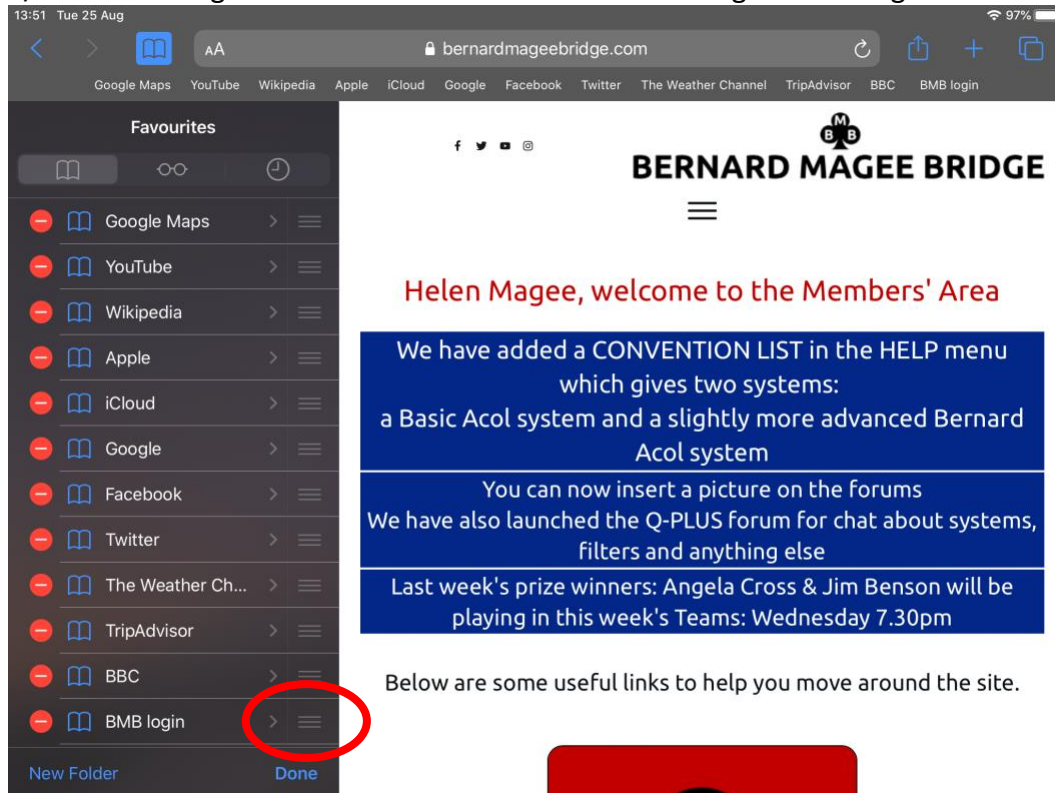 13:51 Tue 25 Aug
97%
AA
bernardmageebridge.com
Google Maps YouTube Wikipedia Apple iCloud Google Facebook Twitter The Weather Channel TripAdvisor BBC BMB login
Favourites
Google Maps
YouTube
Wikipedia
Apple
iCloud
Google
Facebook
Twitter
The Weather Ch...
TripAdvisor
BBC
BMB login
New Folder
Done
M
B B
BERNARD MAGEE BRIDGE
Helen Magee, welcome to the Members' Area
We have added a CONVENTION LIST in the HELP menu
which gives two systems:
a Basic Acol system and a slightly more advanced Bernard
Acol system
You can now insert a picture on the forums
We have also launched the Q-PLUS forum for chat about systems,
filters and anything else
Last week's prize winners: Angela Cross & Jim Benson will be
playing in this week's Teams: Wednesday 7.30pm
Below are some useful links to help you move around the site.